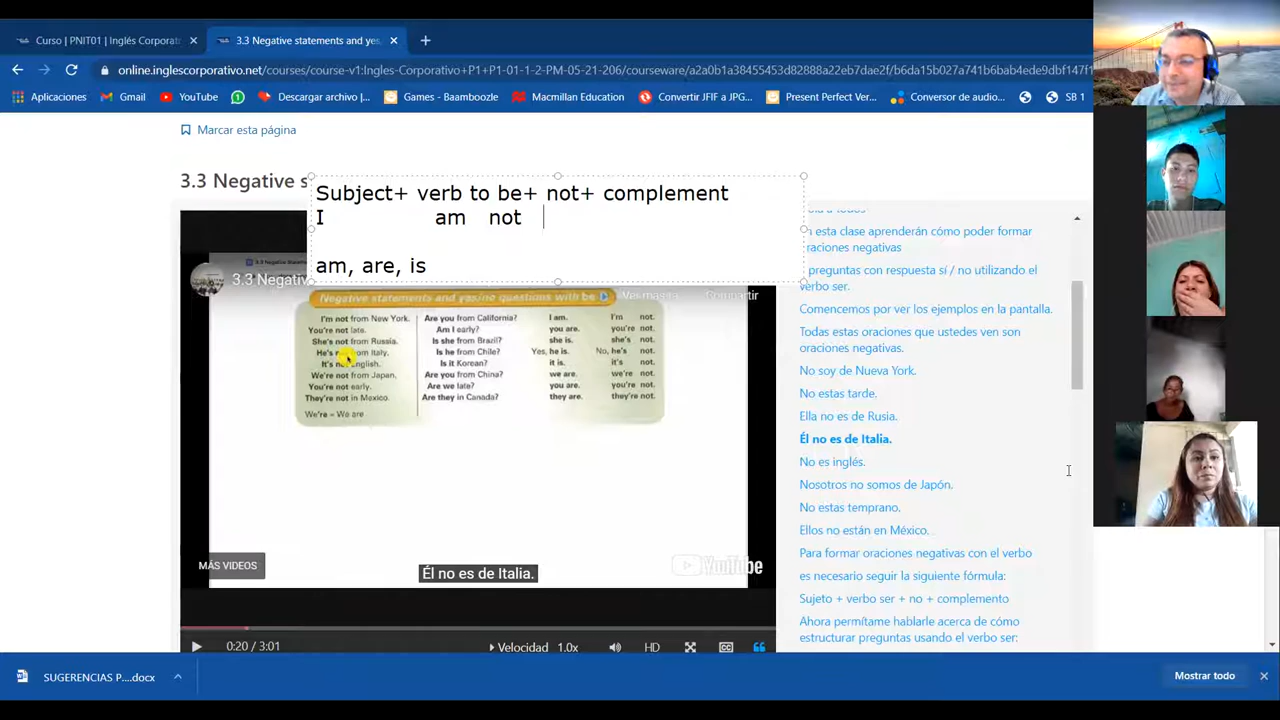 Curso | PNIT01 | Inglés Corporativ
3.3 Negative statements and yes,
online.inglescorporativo.net/courses/course-v1:Ingles-Corporativo+P1+P1-01-1-2-PM-05-21-206/courseware/a2a0b1a38455453d82888a22eb7dae2f/b6da15b027a741b6bab4ede9dbf147f1
Aplicaciones
Gmail
YouTube
Descargar archivo |...
Games - Baamboozle
Macmillan Education
Convertir JFIF a JPG...
Present Perfect Ver...
Conversor de audio...
SB 1
Marcar esta página
3.3 Negative s
Subject+ verb to be+ not+ complement
I am not
am, are, is
3.3 Negativ
Ver más ta
Compartir
Negative statements and yes/no questions with be
I'm not from New York. Are you from California? I am. I'm not.
You're not late. Am I early? you are. you're not.
She's not from Russia. Is she from Brazil? she is. she's not.
He's from Italy. Is he from Chile? Yes, he is. No, he's not.
It's not English. Is it Korean? it is. it's not.
We're not from Japan. Are you from China? we are. we're not.
You're not early. Are we late? you are. you're not.
They're not in Mexico. Are they in Canada? they are. they're not.
We're = We are
MÁS VIDEOS
YouTube
Él no es de Italia.
0:20 / 3:01
Velocidad 1.0x
HD
CC
a todos
n esta clase aprenderán cómo poder formar
raciones negativas
preguntas con respuesta sí / no utilizando el
verbo ser.
Comencemos por ver los ejemplos en la pantalla.
Todas estas oraciones que ustedes ven son
oraciones negativas.
No soy de Nueva York.
No estas tarde.
Ella no es de Rusia.
Él no es de Italia.
No es inglés.
Nosotros no somos de Japón.
No estas temprano.
Ellos no están en México.
Para formar oraciones negativas con el verbo
es necesario seguir la siguiente fórmula:
Sujeto + verbo ser + no + complemento
Ahora permítame hablarle acerca de cómo
estructurar preguntas usando el verbo ser:
SUGERENCIAS P....docx
Mostrar todo